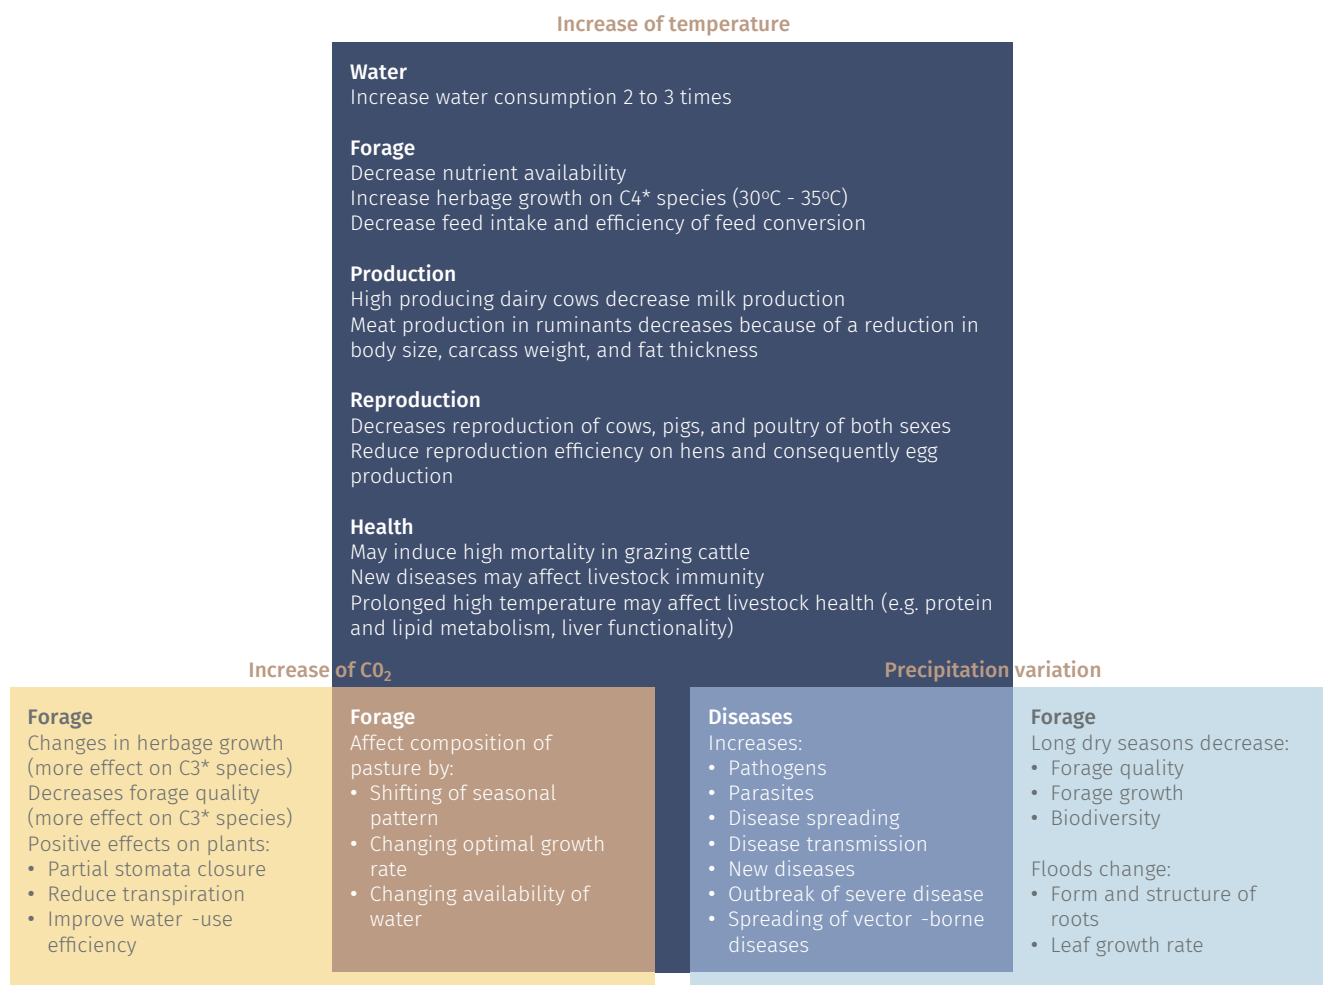 Increase of temperature
Water
Increase water consumption 2 to 3 times
Forage
Decrease nutrient availability
Increase herbage growth on C4* species (30ºC - 35ºC)
Decrease feed intake and efficiency of feed conversion
Production
High producing dairy cows decrease milk production
Meat production in ruminants decreases because of a reduction in
body size, carcass weight, and fat thickness
Reproduction
Decreases reproduction of cows, pigs, and poultry of both sexes
Reduce reproduction efficiency on hens and consequently egg
production
Health
May induce high mortality in grazing cattle
New diseases may affect livestock immunity
Prolonged high temperature may affect livestock health (e.g. protein
and lipid metabolism, liver functionality)
Increase of C0₂
Forage
Changes in herbage growth
(more effect on C3* species)
Decreases forage quality
(more effect on C3* species)
Positive effects on plants:
• Partial stomata closure
• Reduce transpiration
• Improve water -use
efficiency
Forage
Affect composition of
pasture by:
• Shifting of seasonal
pattern
• Changing optimal growth
rate
• Changing availability of
water
Precipitation variation
Diseases
Increases:
• Pathogens
• Parasites
• Disease spreading
• Disease transmission
• New diseases
• Outbreak of severe disease
• Spreading of vector -borne
diseases
Forage
Long dry seasons decrease:
• Forage quality
• Forage growth
• Biodiversity
Floods change:
• Form and structure of
roots
• Leaf growth rate